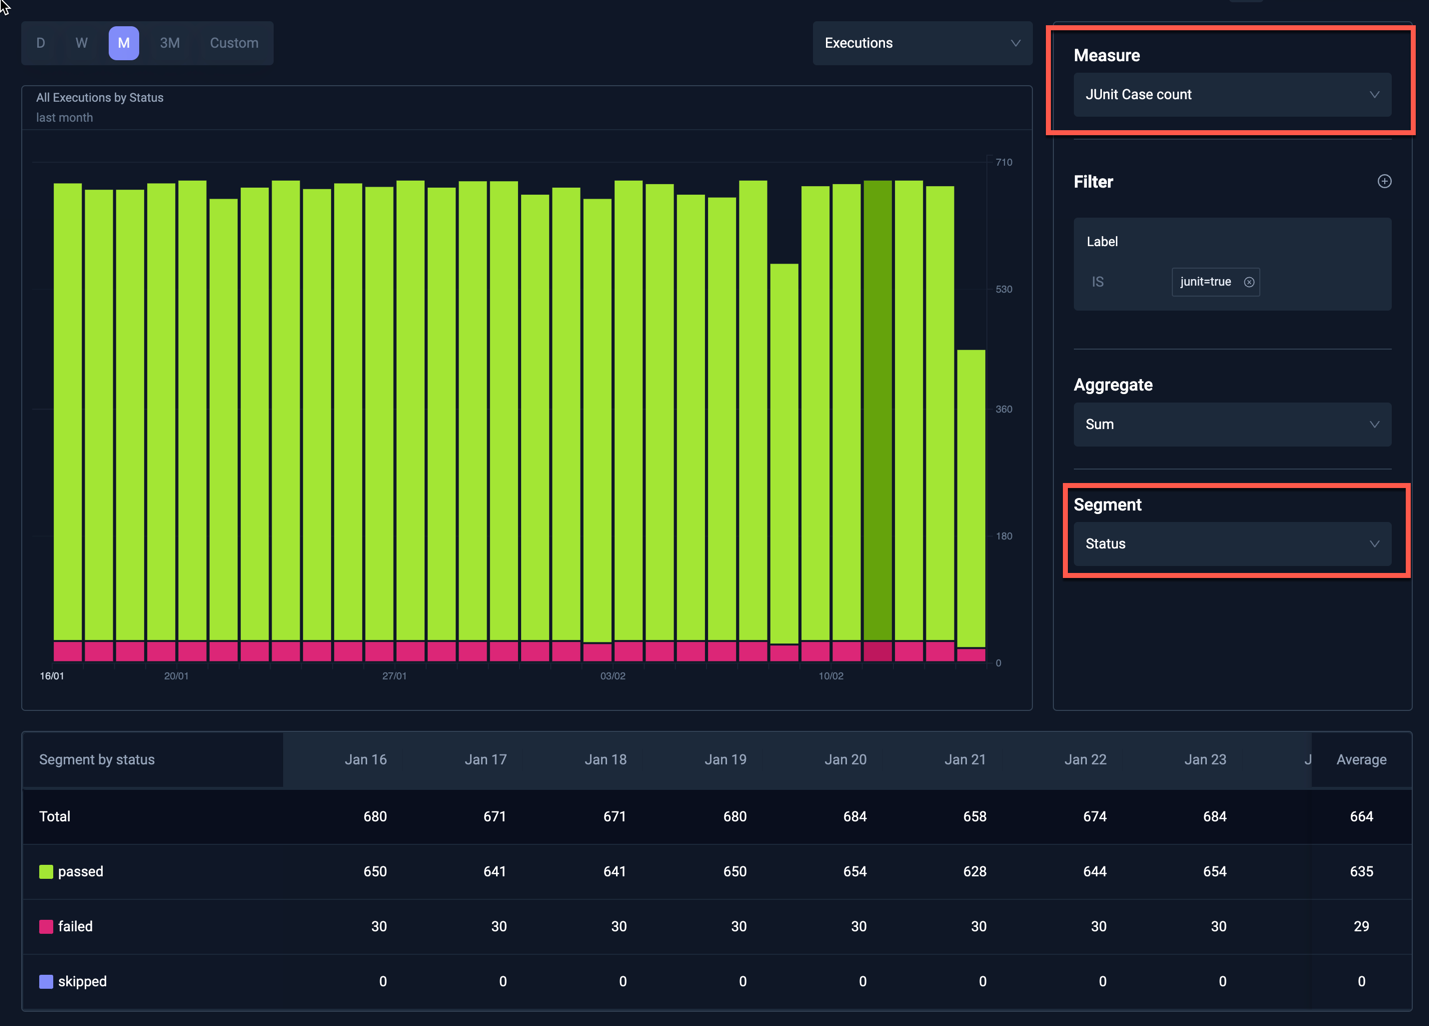 D W M 3M Custom
Executions
Measure
JUnit Case count
All Executions by Status
last month
Filter
Label
IS junit=true
Aggregate
Sum
Segment
Status
710
530
360
180
0
16/01 20/01 27/01 03/02 10/02
Segment by status Jan 16 Jan 17 Jan 18 Jan 19 Jan 20 Jan 21 Jan 22 Jan 23 J Average
Total 680 671 671 680 684 658 674 684 664
passed 650 641 641 650 654 628 644 654 635
failed 30 30 30 30 30 30 30 30 29
skipped 0 0 0 0 0 0 0 0 0